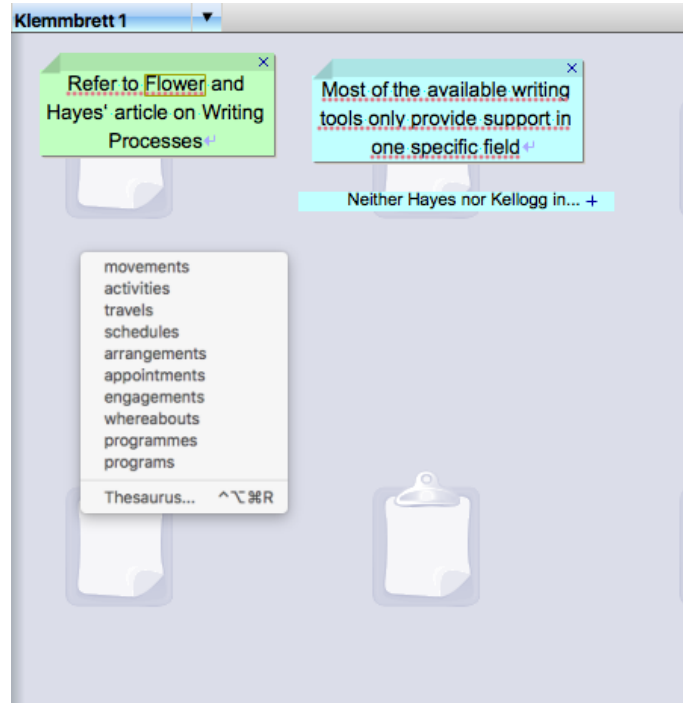 Klemmbrett 1
Refer to Flower and
Hayes' article on Writing
Processes
Most of the available writing
tools only provide support in
one specific field
Neither Hayes nor Kellogg in... +
movements
activities
travels
schedules
arrangements
appointments
engagements
whereabouts
programmes
programs
Thesaurus... ^⌥⌘R